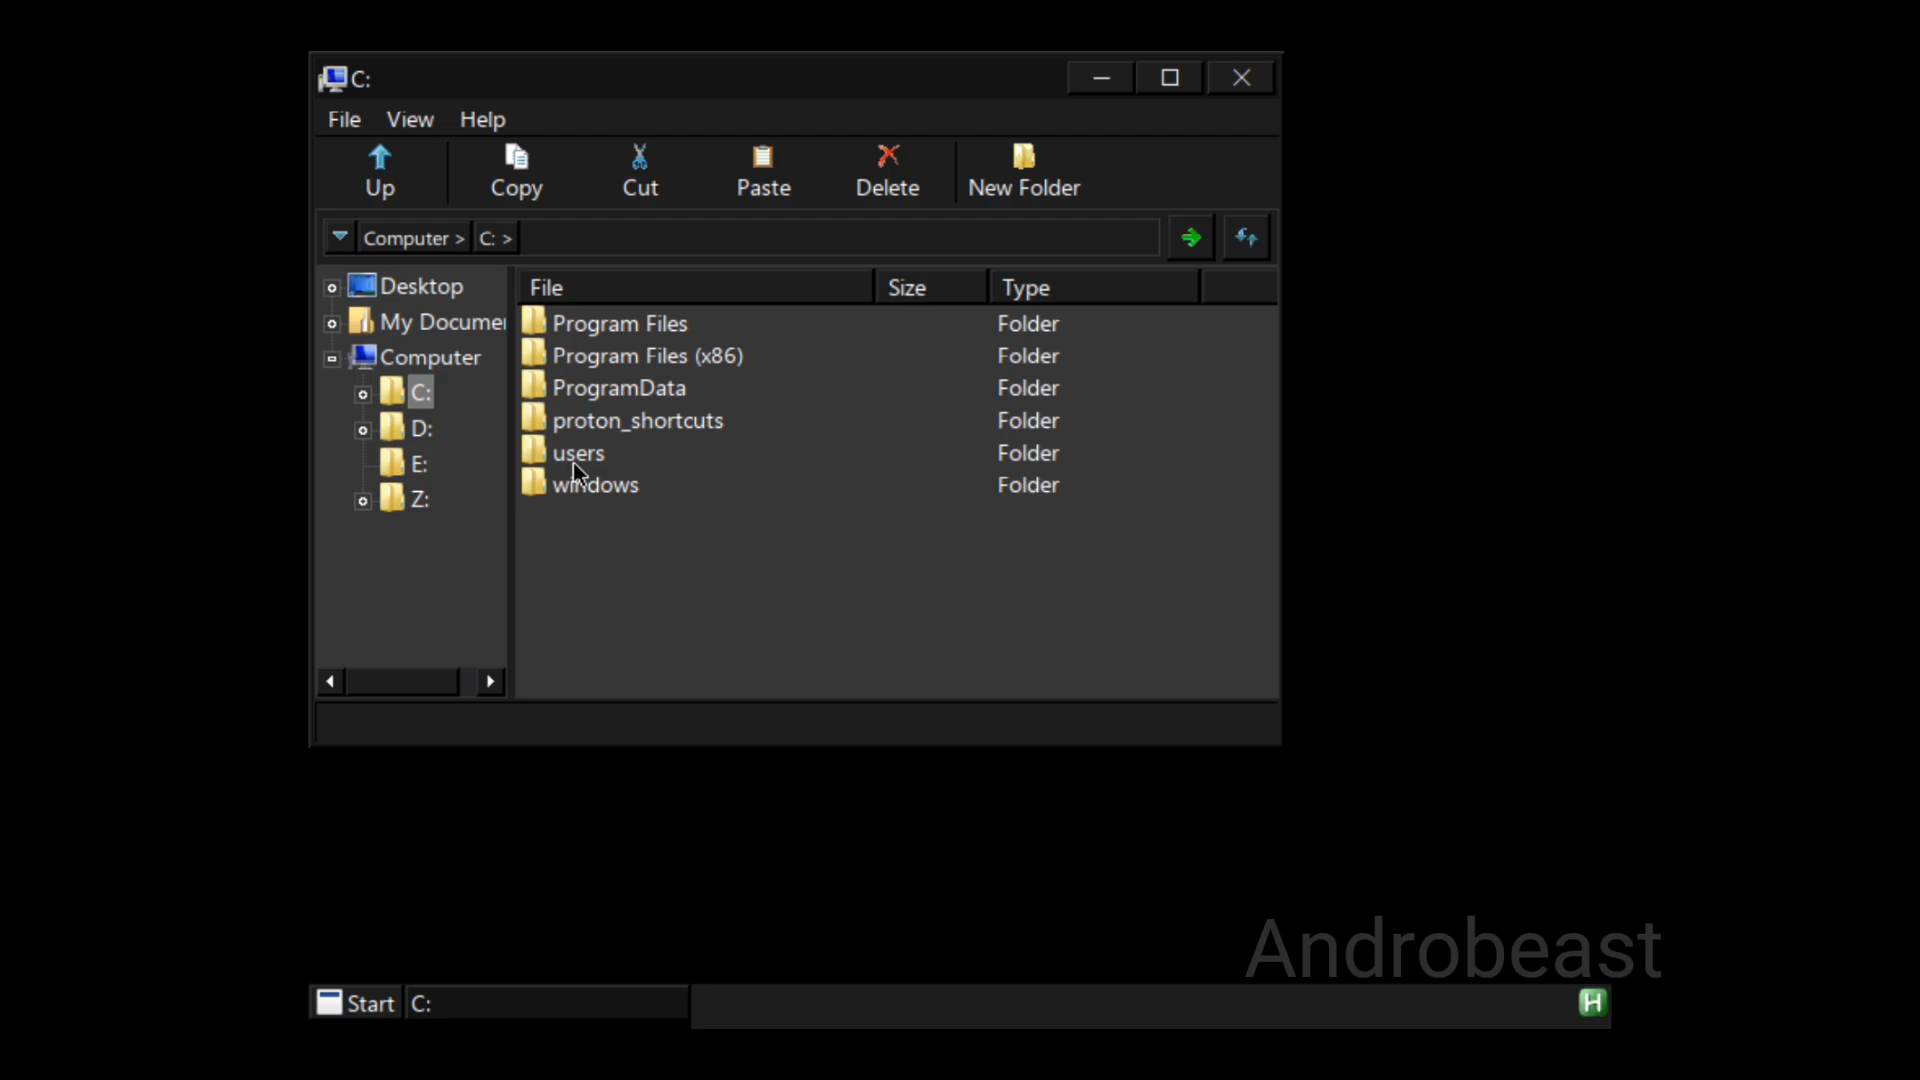 C:
File View Help
Up Copy Cut Paste Delete New Folder
Computer > C: >
Desktop
My Documen
Computer
C:
D:
E:
Z:
File Size Type
Program Files Folder
Program Files (x86) Folder
ProgramData Folder
proton_shortcuts Folder
users Folder
windows Folder
Androbeast
Start C: H